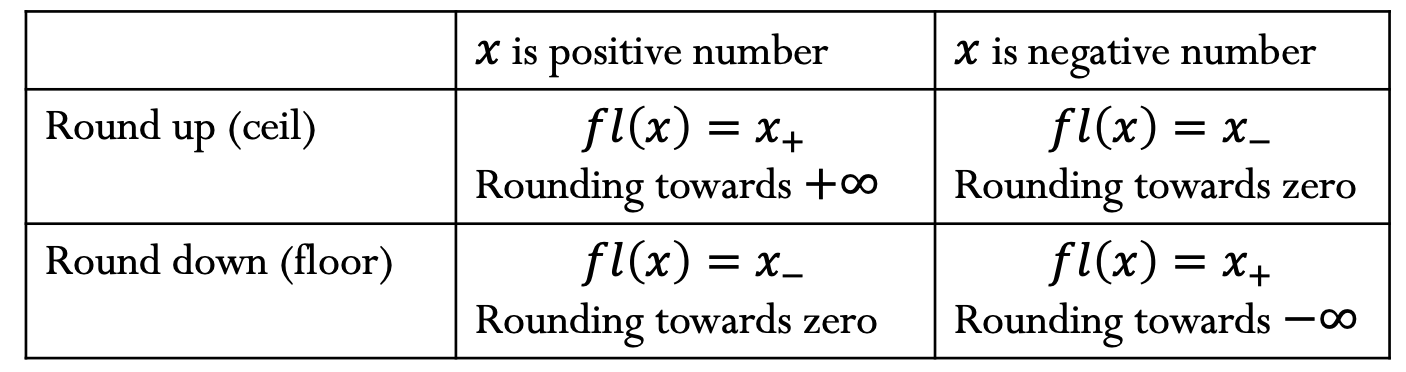 𝒙 is positive number
𝒙 is negative number
Round up (ceil)
𝑓𝑙(𝑥) = 𝑥₊
Rounding towards +∞
𝑓𝑙(𝑥) = 𝑥₋
Rounding towards zero
Round down (floor)
𝑓𝑙(𝑥) = 𝑥₋
Rounding towards zero
𝑓𝑙(𝑥) = 𝑥₊
Rounding towards −∞